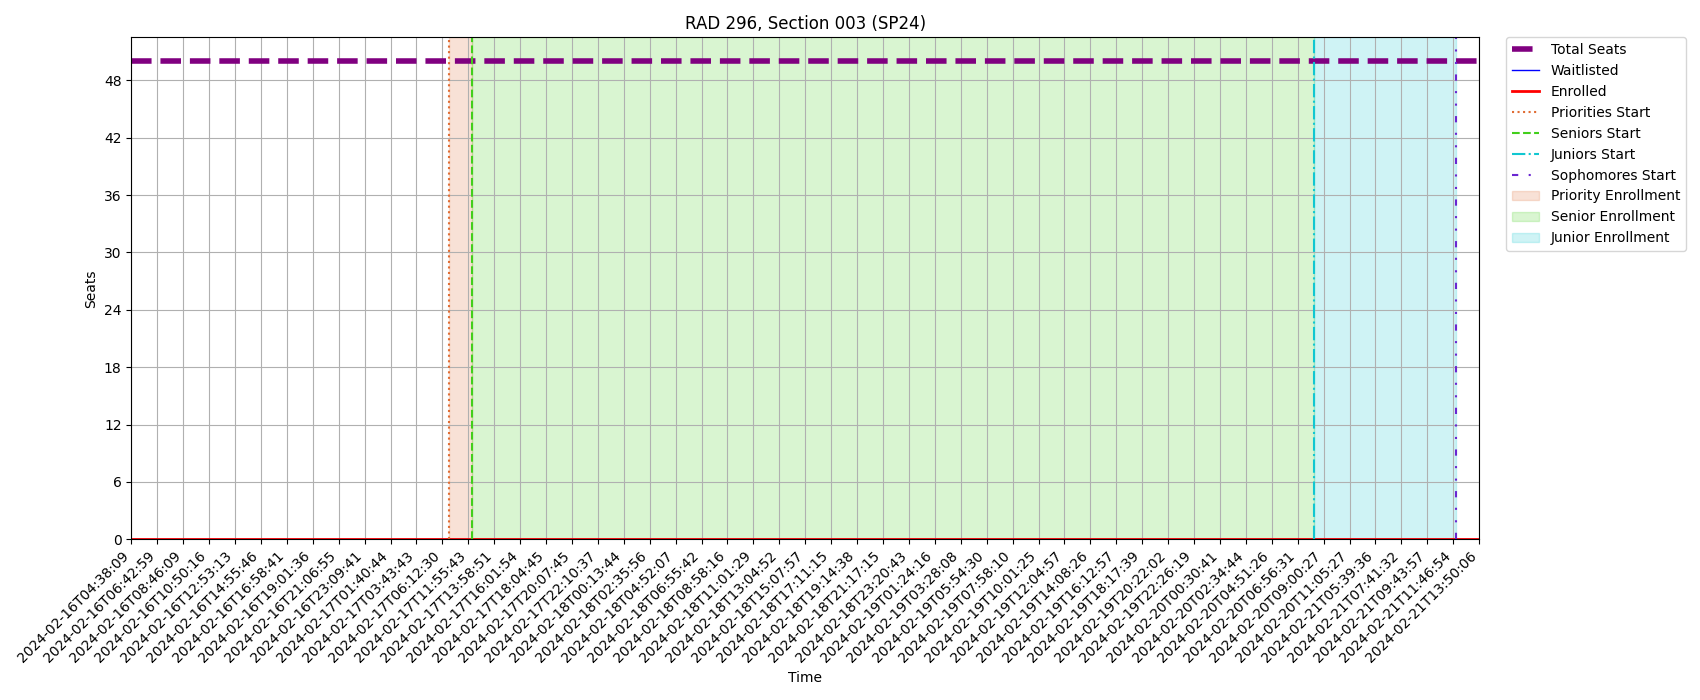 RAD 296, Section 003 (SP24)
Total Seats
Waitlisted
Enrolled
Priorities Start
Seniors Start
Juniors Start
Sophomores Start
Priority Enrollment
Senior Enrollment
Junior Enrollment
Seats
48
42
36
30
24
18
12
6
0
2024-02-16T04:38:09
2024-02-16T06:42:59
2024-02-16T08:46:09
2024-02-16T10:50:16
2024-02-16T12:53:13
2024-02-16T14:55:46
2024-02-16T16:58:41
2024-02-16T19:01:36
2024-02-16T21:06:55
2024-02-16T23:09:41
2024-02-17T01:40:44
2024-02-17T03:43:43
2024-02-17T06:12:30
2024-02-17T11:55:43
2024-02-17T13:58:51
2024-02-17T16:01:54
2024-02-17T18:04:45
2024-02-17T20:07:45
2024-02-17T22:10:37
2024-02-18T00:13:44
2024-02-18T02:35:56
2024-02-18T04:52:07
2024-02-18T06:55:42
2024-02-18T08:58:16
2024-02-18T11:01:29
2024-02-18T13:04:52
2024-02-18T15:07:57
2024-02-18T17:11:15
2024-02-18T19:14:38
2024-02-18T21:17:15
2024-02-18T23:20:43
2024-02-19T01:24:16
2024-02-19T03:28:08
2024-02-19T05:54:30
2024-02-19T07:58:10
2024-02-19T10:01:25
2024-02-19T12:04:57
2024-02-19T14:08:26
2024-02-19T16:12:57
2024-02-19T18:17:39
2024-02-19T20:22:02
2024-02-19T22:26:19
2024-02-20T00:30:41
2024-02-20T02:34:44
2024-02-20T04:51:26
2024-02-20T06:56:31
2024-02-20T09:00:27
2024-02-20T11:05:27
2024-02-21T05:39:36
2024-02-21T07:41:32
2024-02-21T09:43:57
2024-02-21T11:46:54
2024-02-21T13:50:06
Time